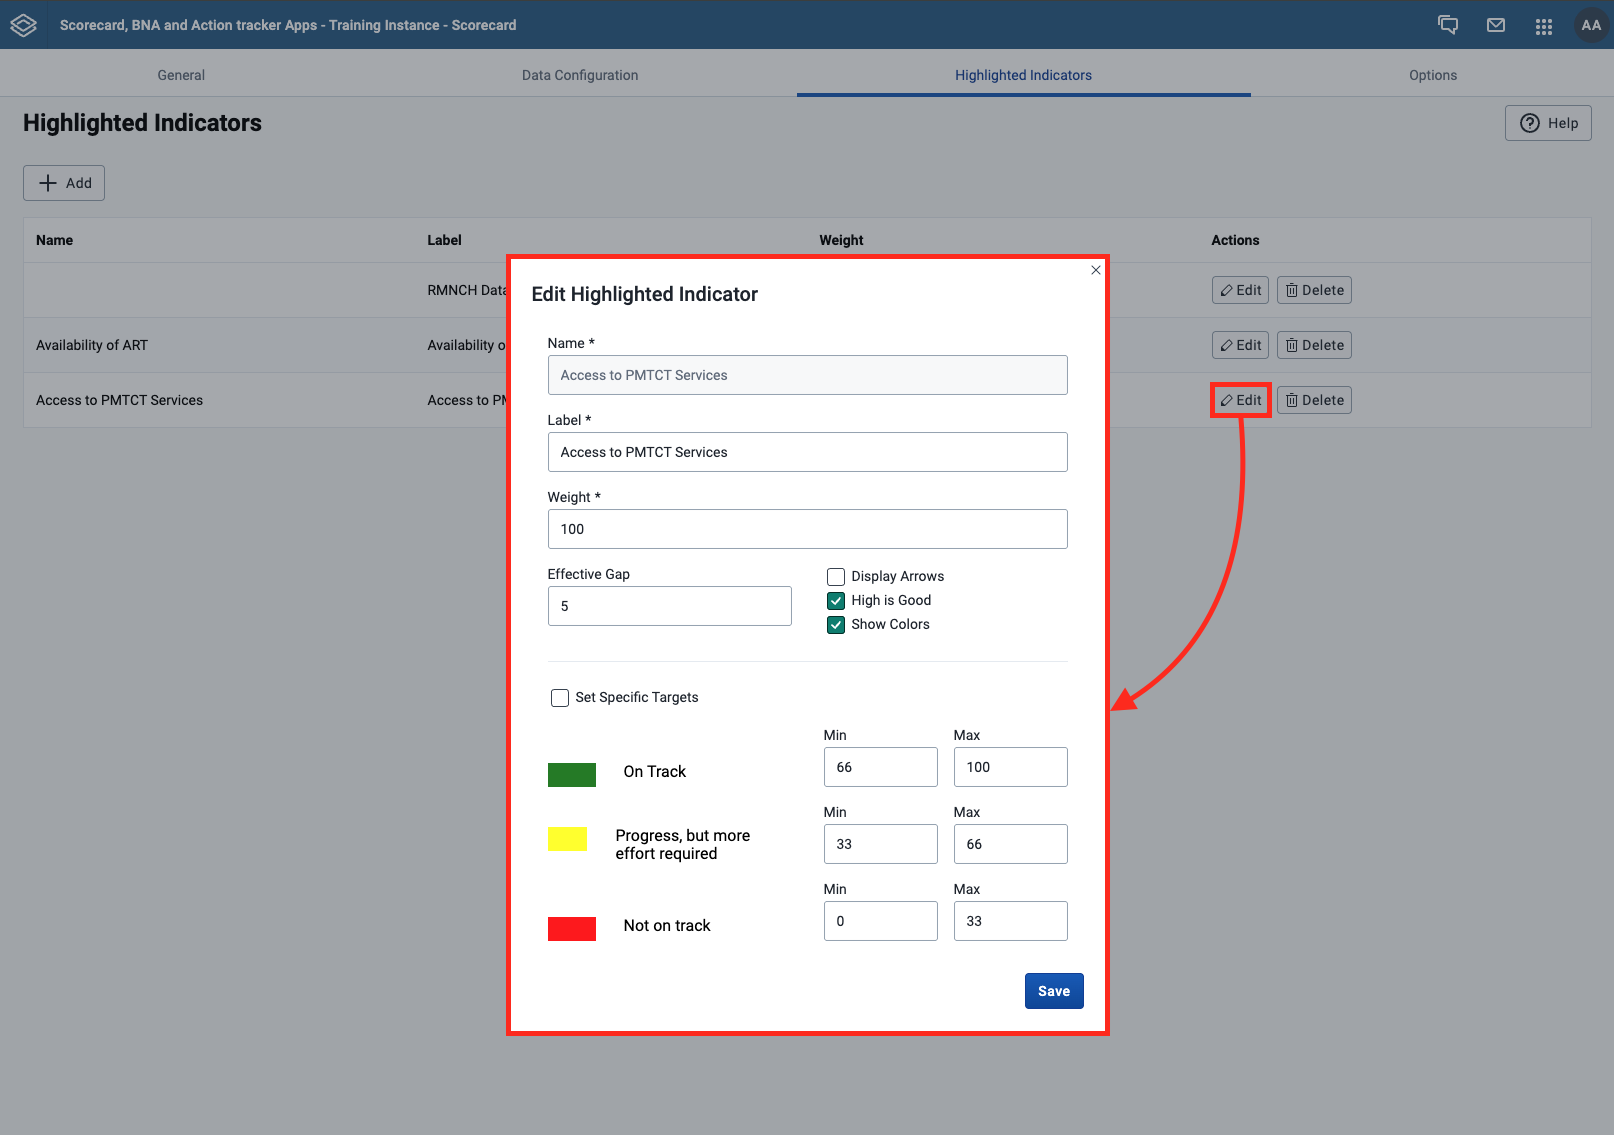 Scorecard, BNA and Action tracker Apps - Training Instance - Scorecard
AA
General
Data Configuration
Highlighted Indicators
Options
Highlighted Indicators
Help
Add
Name
Label
Weight
Actions
RMNCH Data
Edit
Delete
Availability of ART
Availability o
Edit
Delete
Access to PMTCT Services
Access to PM
Edit
Delete
Edit Highlighted Indicator
Name *
Access to PMTCT Services
Label *
Access to PMTCT Services
Weight *
100
Effective Gap
5
Display Arrows
High is Good
Show Colors
Set Specific Targets
Min
Max
On Track
66
100
Min
Max
Progress, but more
effort required
33
66
Min
Max
Not on track
0
33
Save